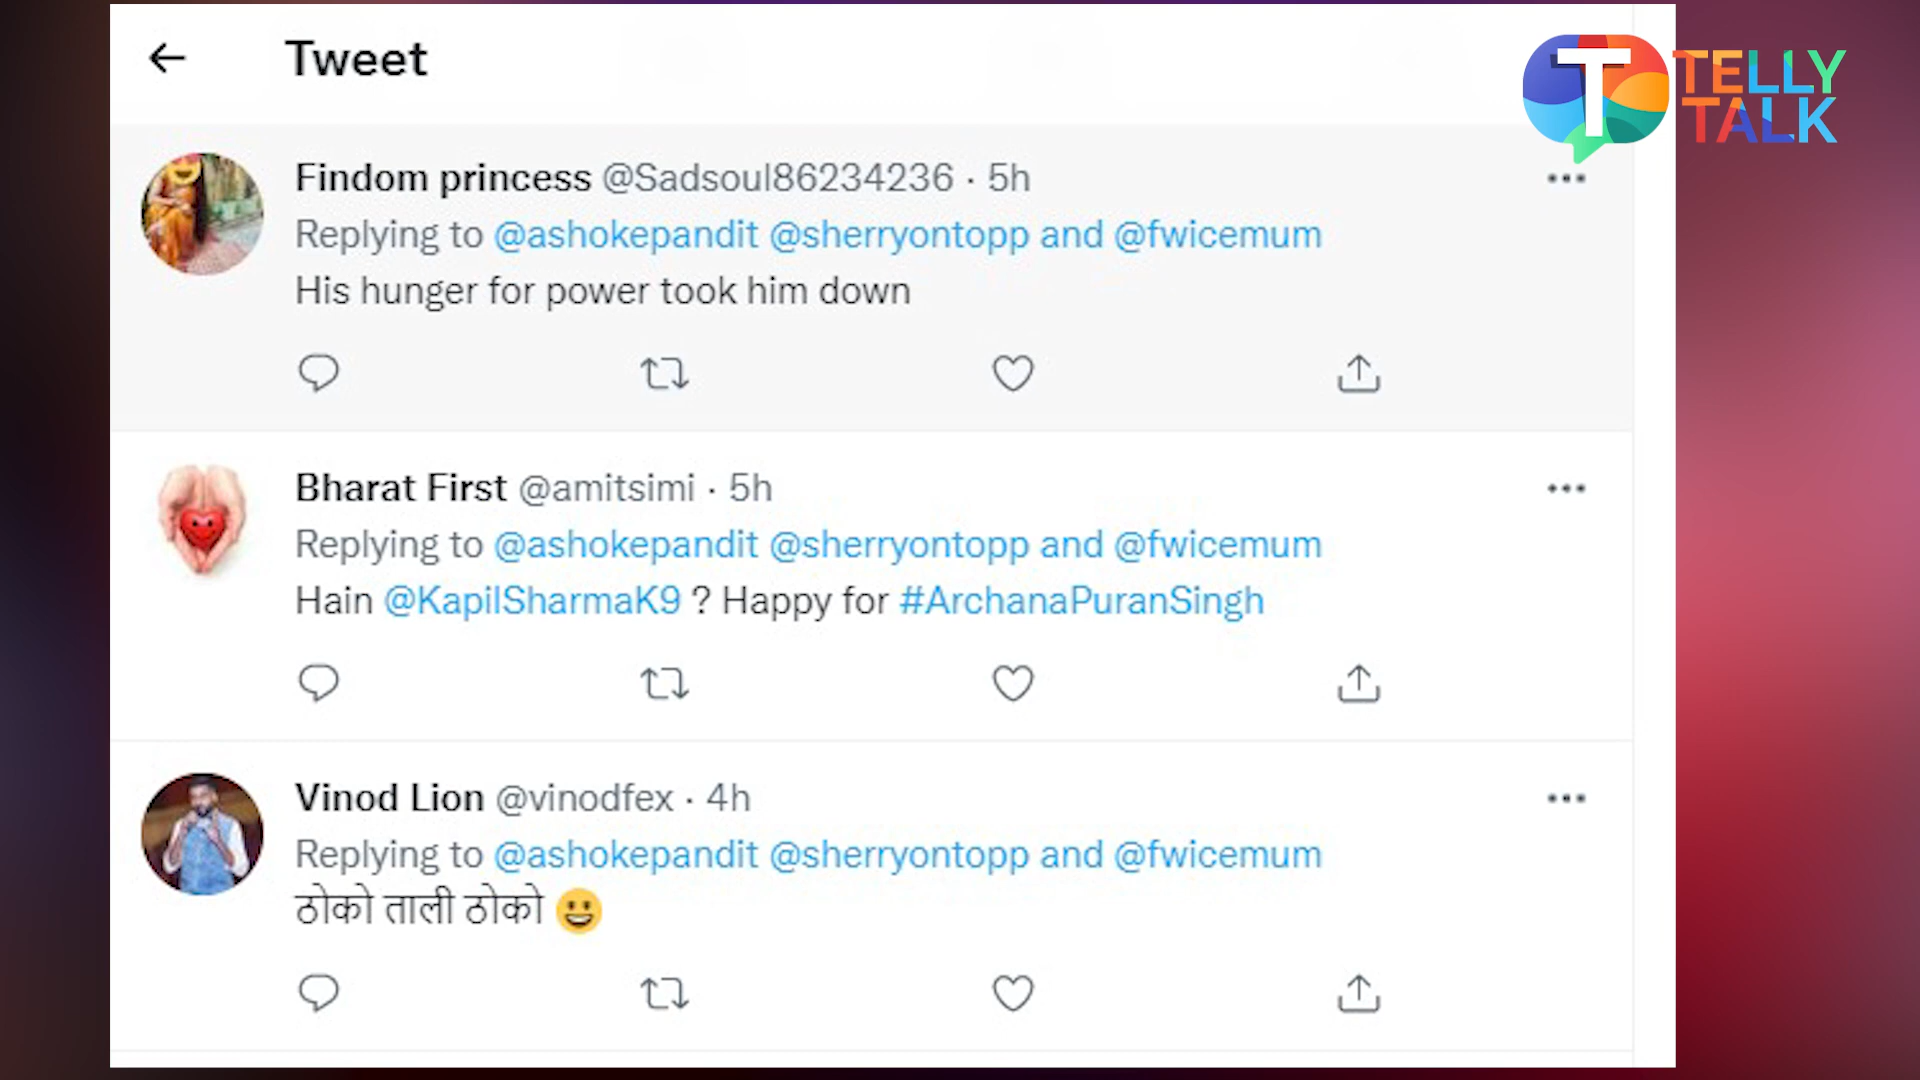 Tweet
TELLY
TALK
Findom princess @Sadsoul86234236 · 5h
Replying to @ashokepandit @sherryontopp and @fwicemum
His hunger for power took him down
Bharat First @amitsimi · 5h
Replying to @ashokepandit @sherryontopp and @fwicemum
Hain @KapilSharmaK9 ? Happy for #ArchanaPuranSingh
Vinod Lion @vinodfex · 4h
Replying to @ashokepandit @sherryontopp and @fwicemum
ठोको ताली ठोको 😀